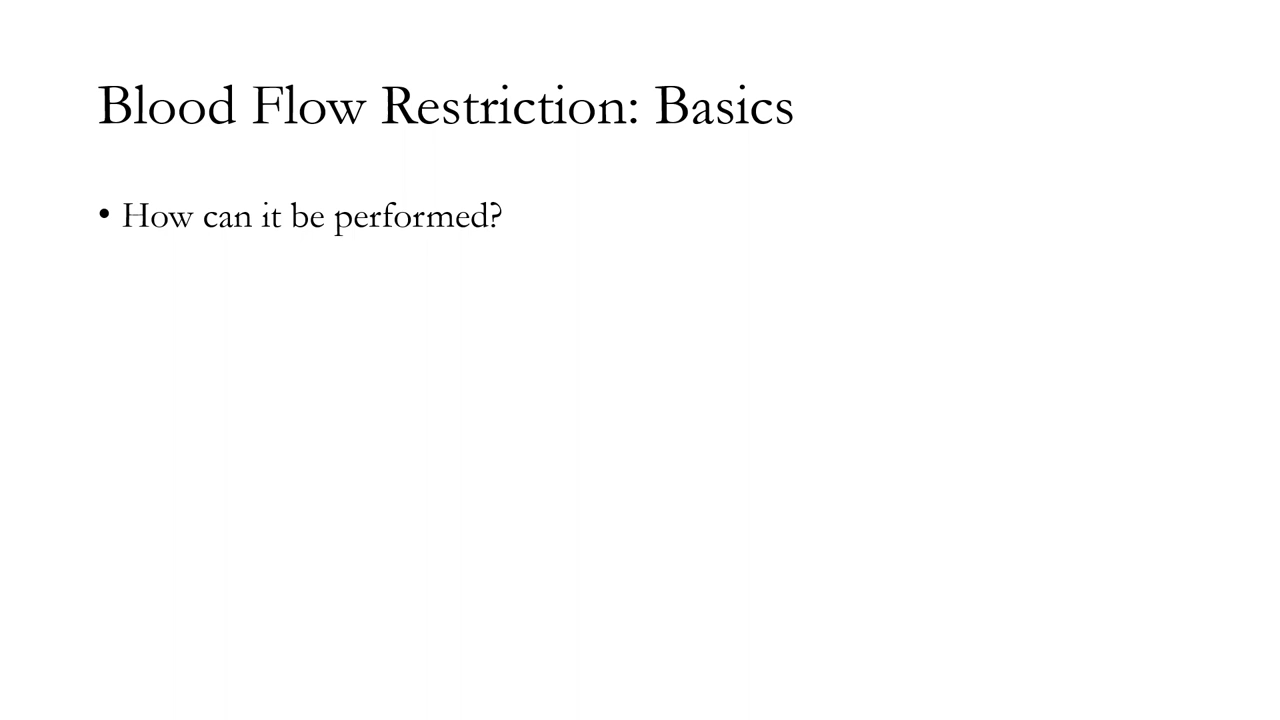 Blood Flow Restriction: Basics
• How can it be performed?